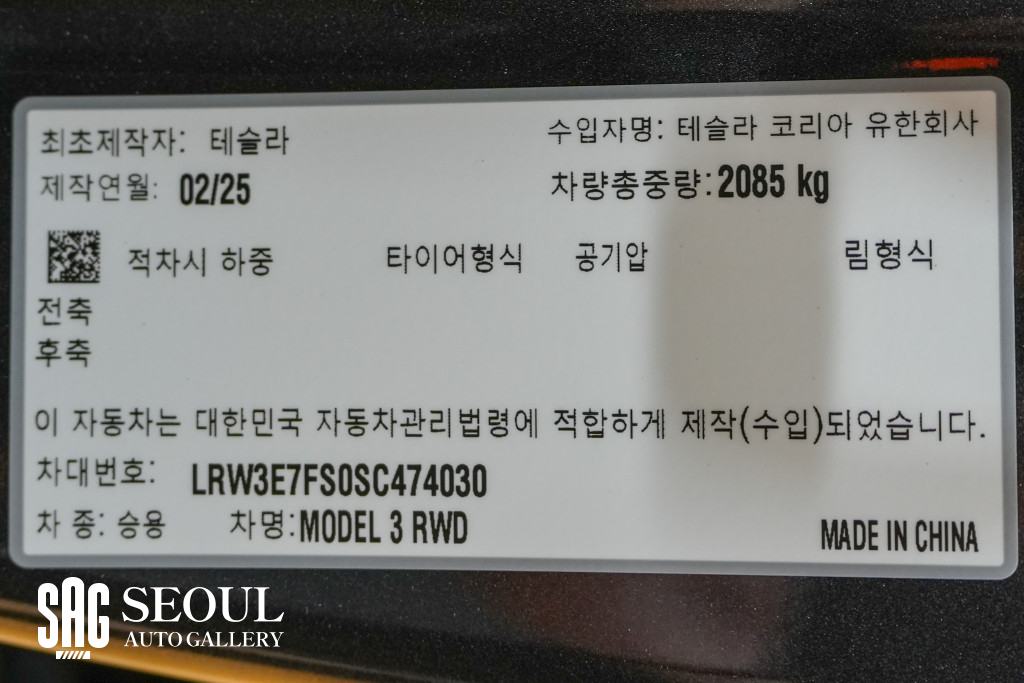 최초제작자: 테슬라 수입자명: 테슬라 코리아 유한회사
제작연월: 02/25 차량총중량: 2085 kg
적차시 하중 타이어형식 공기압 림형식
전축
후축
이 자동차는 대한민국 자동차관리법령에 적합하게 제작(수입)되었습니다.
차대번호: LRW3E7FS0SC474030
차 종: 승용 차명: MODEL 3 RWD MADE IN CHINA
SAG SEOUL
AUTO GALLERY